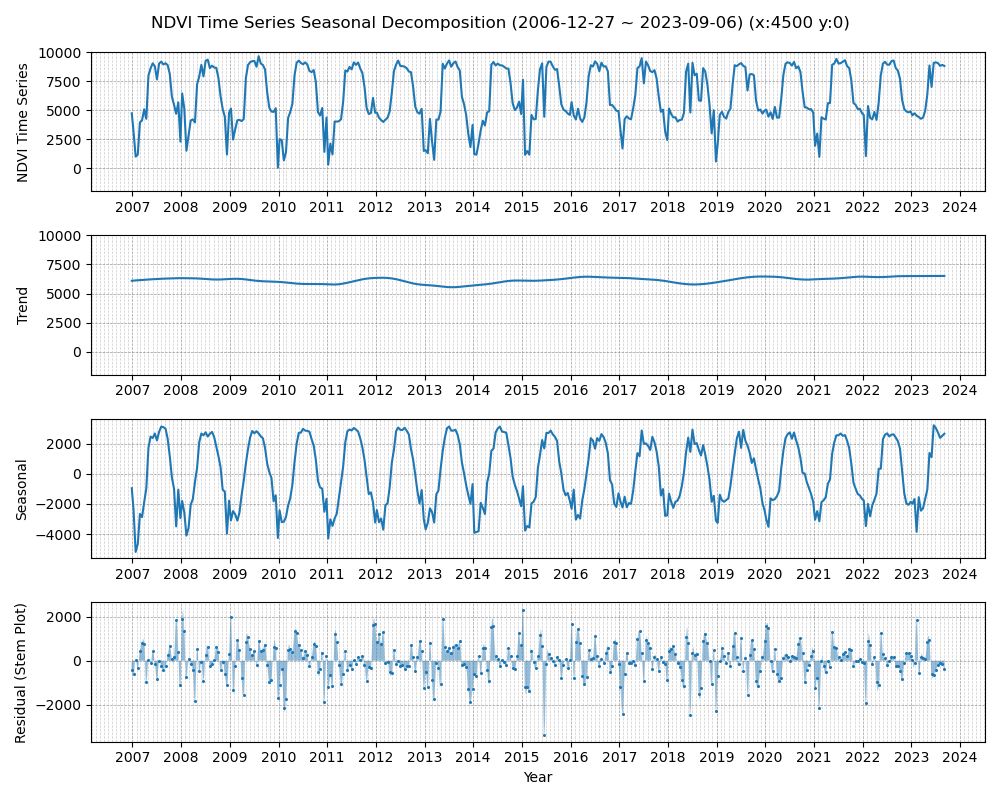 NDVI Time Series Seasonal Decomposition (2006-12-27 ~ 2023-09-06) (x:4500 y:0)
NDVI Time Series
10000
7500
5000
2500
0
2007 2008 2009 2010 2011 2012 2013 2014 2015 2016 2017 2018 2019 2020 2021 2022 2023 2024
Trend
10000
7500
5000
2500
0
2007 2008 2009 2010 2011 2012 2013 2014 2015 2016 2017 2018 2019 2020 2021 2022 2023 2024
Seasonal
2000
0
−2000
−4000
2007 2008 2009 2010 2011 2012 2013 2014 2015 2016 2017 2018 2019 2020 2021 2022 2023 2024
Residual (Stem Plot)
2000
0
−2000
2007 2008 2009 2010 2011 2012 2013 2014 2015 2016 2017 2018 2019 2020 2021 2022 2023 2024
Year